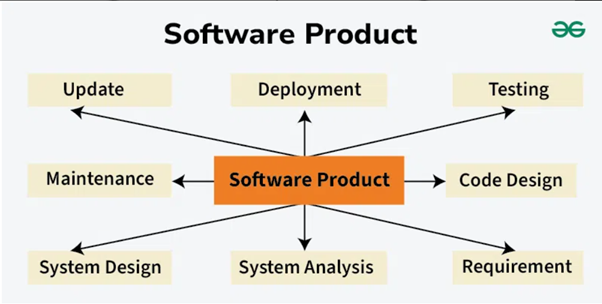 Software Product
Update
Deployment
Testing
Maintenance
Software Product
Code Design
System Design
System Analysis
Requirement